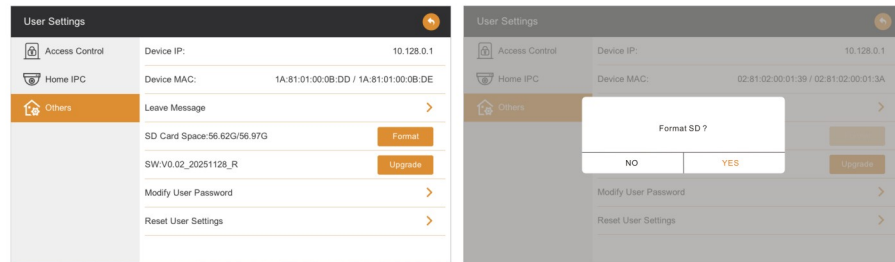 User Settings
Access Control
Home IPC
Others
Device IP: 10.128.0.1
Device MAC: 1A:81:01:00:0B:DD / 1A:81:01:00:0B:DE
Leave Message
SD Card Space:56.62G/56.97G Format
SW:V0.02_20251128_R Upgrade
Modify User Password
Reset User Settings
User Settings
Access Control
Home IPC
Others
Device IP: 10.128.0.1
Device MAC: 02:81:02:00:01:39 / 02:81:02:00:01:3A
Format SD ?
NO YES
Upgrade
Modify User Password
Reset User Settings